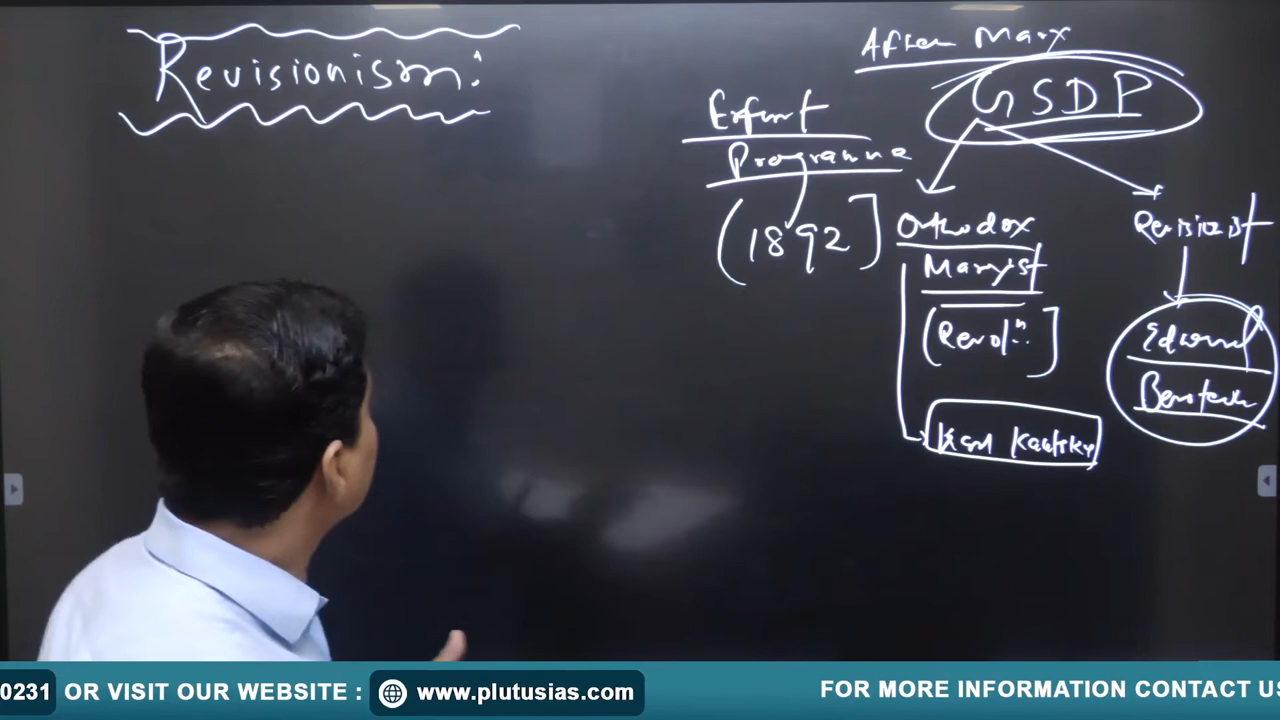 Revisionism:
After Marx
GSDP
Erfurt
Programme
(1892]
Orthodox
Marxist
(Revolⁿ:]
Karl Kautsky
Revisionist
Edward
Bernstein
0231 OR VISIT OUR WEBSITE : www.plutusias.com FOR MORE INFORMATION CONTACT US